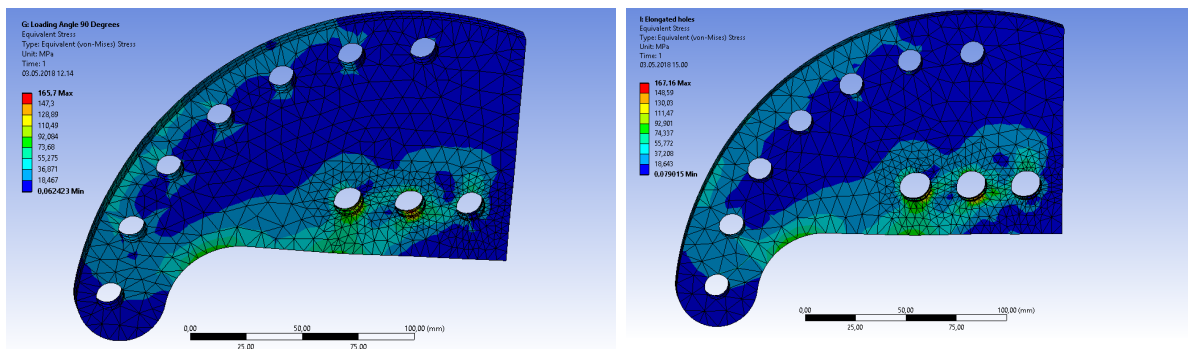 G: Loading Angle 90 Degrees
Equivalent Stress
Type: Equivalent (von-Mises) Stress
Unit: MPa
Time: 1
03.05.2018 12.14
165,7 Max
147,3
128,89
110,49
92,084
73,68
55,275
36,871
18,467
0,062423 Min
0,00
50,00
100,00 (mm)
25,00
75,00
I: Elongated holes
Equivalent Stress
Type: Equivalent (von-Mises) Stress
Unit: MPa
Time: 1
03.05.2018 15.00
167,16 Max
148,59
130,03
111,47
92,901
74,337
55,772
37,208
18,643
0,079015 Min
0,00
50,00
100,00 (mm)
25,00
75,00